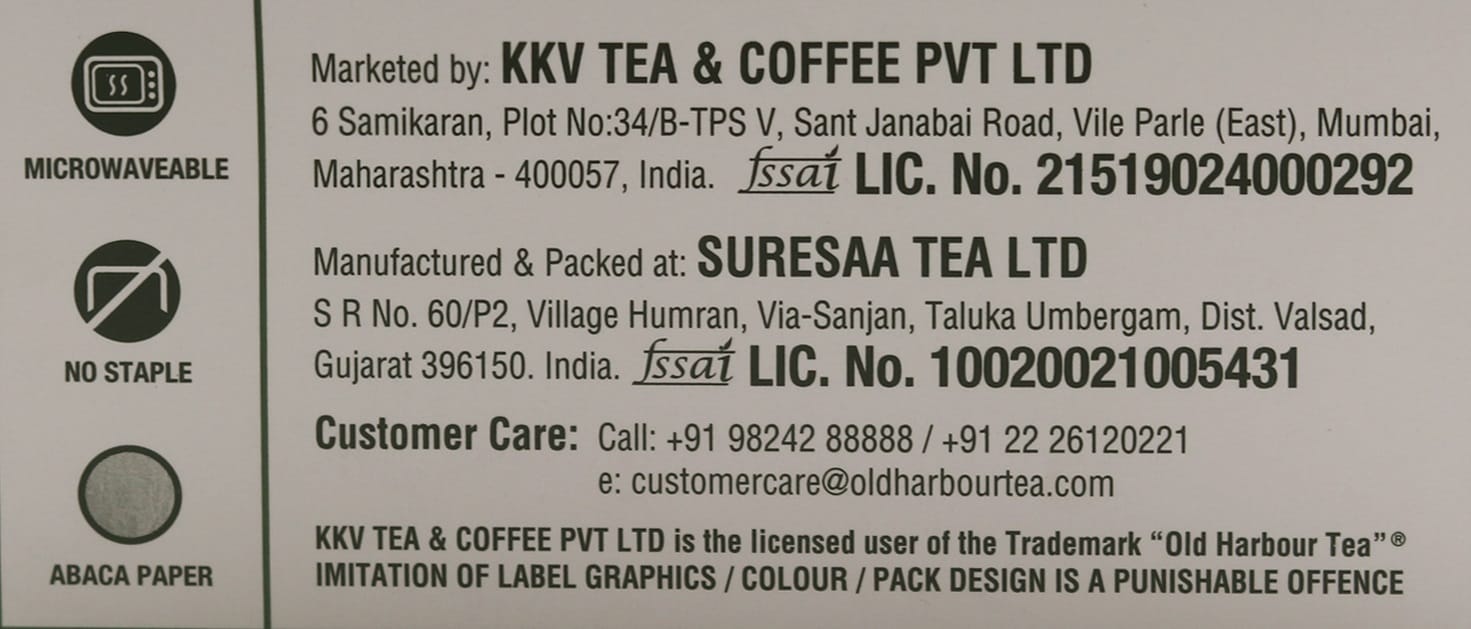 MICROWAVEABLE
NO STAPLE
ABACA PAPER
Marketed by: KKV TEA & COFFEE PVT LTD
6 Samikaran, Plot No:34/B-TPS V, Sant Janabai Road, Vile Parle (East), Mumbai,
Maharashtra - 400057, India. fssai LIC. No. 21519024000292
Manufactured & Packed at: SURESAA TEA LTD
S R No. 60/P2, Village Humran, Via-Sanjan, Taluka Umbergam, Dist. Valsad,
Gujarat 396150. India. fssai LIC. No. 10020021005431
Customer Care: Call: +91 98242 88888 / +91 22 26120221
e: customercare@oldharbourtea.com
KKV TEA & COFFEE PVT LTD is the licensed user of the Trademark “Old Harbour Tea”®
IMITATION OF LABEL GRAPHICS / COLOUR / PACK DESIGN IS A PUNISHABLE OFFENCE